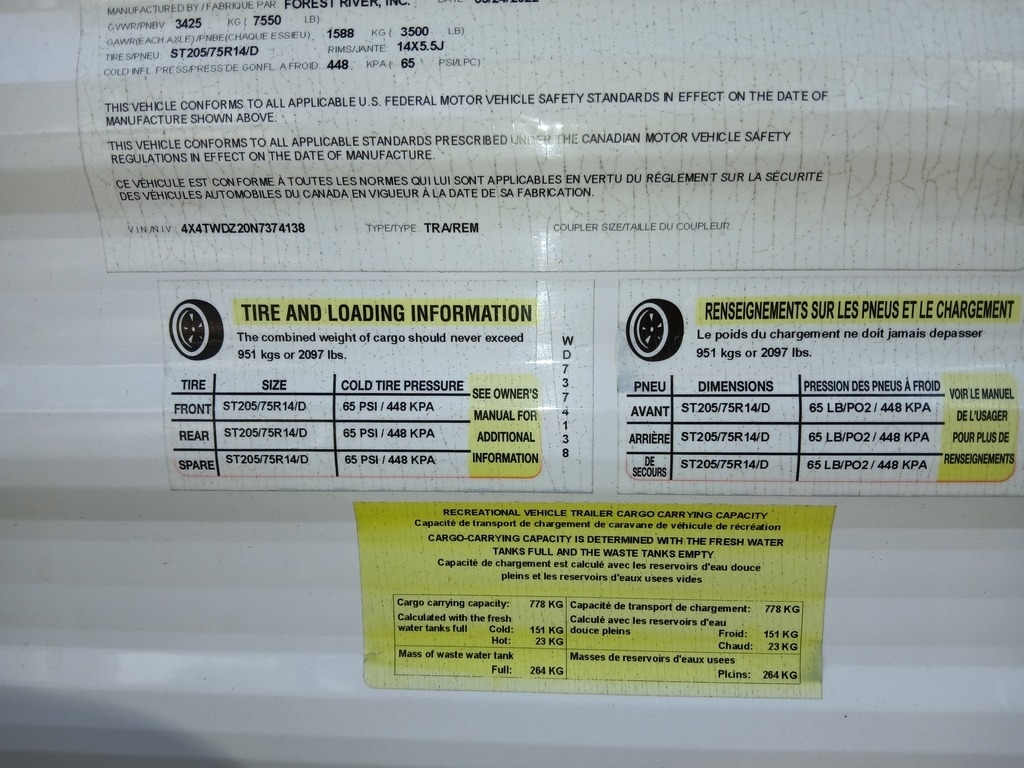 MANUFACTURED BY / FABRIQUE PAR FOREST RIVER, INC.
GVWR/PNBV 3425 KG ( 7550 LB)
GAWR(EACH AXLE)/PNBE(CHAQUE ESSIEU) 1588 KG ( 3500 LB)
TIRES/PNEU ST205/75R14/D RIMS/JANTE 14X5.5J
COLD INFL PRESS/PRESS DE GONFL A FROID 448 KPA ( 65 PSI/LPC)
THIS VEHICLE CONFORMS TO ALL APPLICABLE U.S. FEDERAL MOTOR VEHICLE SAFETY STANDARDS IN EFFECT ON THE DATE OF
MANUFACTURE SHOWN ABOVE.
THIS VEHICLE CONFORMS TO ALL APPLICABLE STANDARDS PRESCRIBED UNDER THE CANADIAN MOTOR VEHICLE SAFETY
REGULATIONS IN EFFECT ON THE DATE OF MANUFACTURE.
CE VÉHICULE EST CONFORME À TOUTES LES NORMES QUI LUI SONT APPLICABLES EN VERTU DU RÉGLEMENT SUR LA SÉCURITÉ
DES VÉHICULES AUTOMOBILES DU CANADA EN VIGUEUR À LA DATE DE SA FABRICATION.
VIN/NIV 4X4TWDZ20N7374138 TYPE/TYPE TRA/REM COUPLER SIZE/TAILLE DU COUPLEUR
TIRE AND LOADING INFORMATION
The combined weight of cargo should never exceed
951 kgs or 2097 lbs.
TIRE SIZE COLD TIRE PRESSURE
FRONT ST205/75R14/D 65 PSI / 448 KPA
REAR ST205/75R14/D 65 PSI / 448 KPA
SPARE ST205/75R14/D 65 PSI / 448 KPA
SEE OWNER'S
MANUAL FOR
ADDITIONAL
INFORMATION
WD7374138
RENSEIGNEMENTS SUR LES PNEUS ET LE CHARGEMENT
Le poids du chargement ne doit jamais depasser
951 kgs or 2097 lbs.
PNEU DIMENSIONS PRESSION DES PNEUS À FROID
AVANT ST205/75R14/D 65 LB/PO2 / 448 KPA
ARRIÈRE ST205/75R14/D 65 LB/PO2 / 448 KPA
DE SECOURS ST205/75R14/D 65 LB/PO2 / 448 KPA
VOIR LE MANUEL
DE L'USAGER
POUR PLUS DE
RENSEIGNEMENTS
RECREATIONAL VEHICLE TRAILER CARGO CARRYING CAPACITY
Capacité de transport de chargement de caravane de véhicule de récréation
CARGO-CARRYING CAPACITY IS DETERMINED WITH THE FRESH WATER
TANKS FULL AND THE WASTE TANKS EMPTY
Capacité de chargement est calculé avec les reservoirs d'eau douce
pleins et les reservoirs d'eaux usees vides
Cargo carrying capacity: 778 KG
Calculated with the fresh
water tanks full Cold: 151 KG
Hot: 23 KG
Mass of waste water tank
Full: 264 KG
Capacité de transport de chargement: 778 KG
Calculé avec les reservoirs d'eau
douce pleins Froid: 151 KG
Chaud: 23 KG
Masses de reservoirs d'eaux usees
Pleins: 264 KG